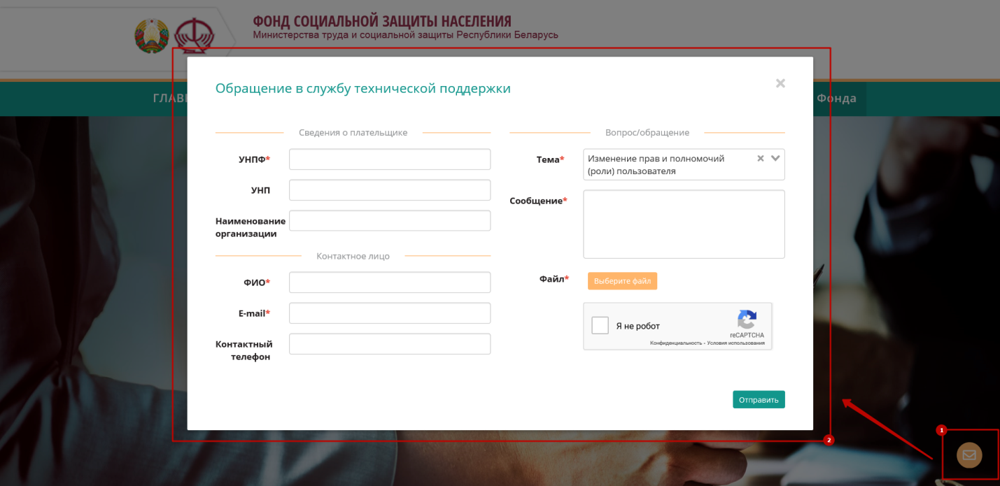 ФОНД СОЦИАЛЬНОЙ ЗАЩИТЫ НАСЕЛЕНИЯ
Министерства труда и социальной защиты Республики Беларусь
ГЛАВ
Фонда
Обращение в службу технической поддержки
×
Сведения о плательщике
УНПФ*
УНП
Наименование
организации
Контактное лицо
ФИО*
E-mail*
Контактный
телефон
Вопрос/обращение
Тема*
Изменение прав и полномочий
(роли) пользователя
Сообщение*
Файл*
Выберите файл
Я не робот
reCAPTCHA
Конфиденциальность - Условия использования
Отправить
1
2